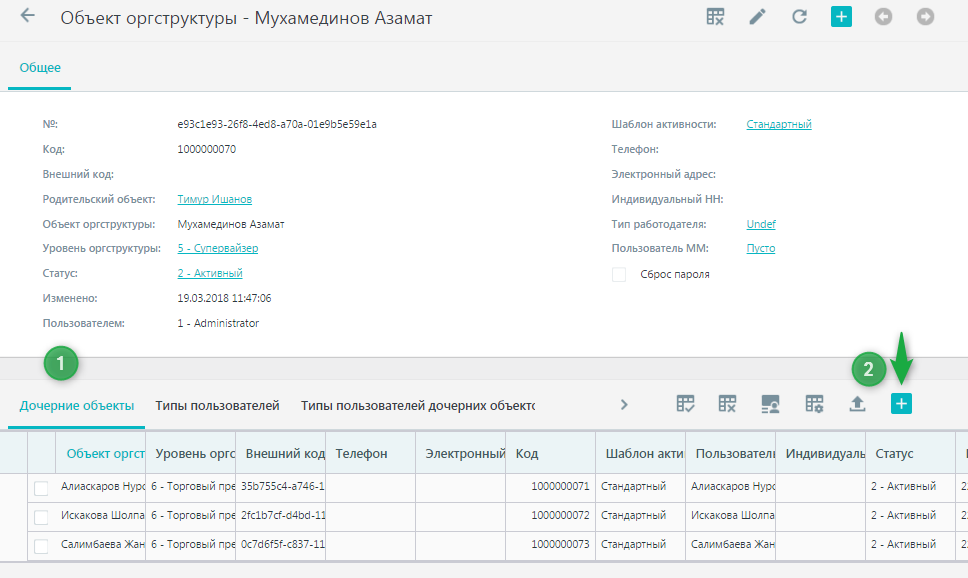 Объект оргструктуры - Мухамединов Азамат
Общее
№: e93c1e93-26f8-4ed8-a70a-01e9b5e59e1a Шаблон активности: Стандартный
Код: 1000000070 Телефон:
Внешний код: Электронный адрес:
Родительский объект: Тимур Ишанов Индивидуальный НН:
Объект оргструктуры: Мухамединов Азамат Тип работодателя: Undef
Уровень оргструктуры: 5 - Супервайзер Пользователь ММ: Пусто
Статус: 2 - Активный Сброс пароля
Изменено: 19.03.2018 11:47:06
Пользователем: 1 - Administrator
1 2
Дочерние объекты Типы пользователей Типы пользователей дочерних объекто
Объект оргст Уровень оргс Внешний код Телефон Электронный Код Шаблон акти Пользовател Индивидуаль Статус
Алиаскаров Нурс 6 - Торговый пре 35b755c4-a746-1 1000000071 Стандартный Алиаскаров Нурс 2 - Активный
Искакова Шолпа 6 - Торговый пре 2fc1b7cf-d4bd-11 1000000072 Стандартный Искакова Шолпа 2 - Активный
Салимбаева Жан 6 - Торговый пре 0c7d6f5f-c837-11 1000000073 Стандартный Салимбаева Жан 2 - Активный